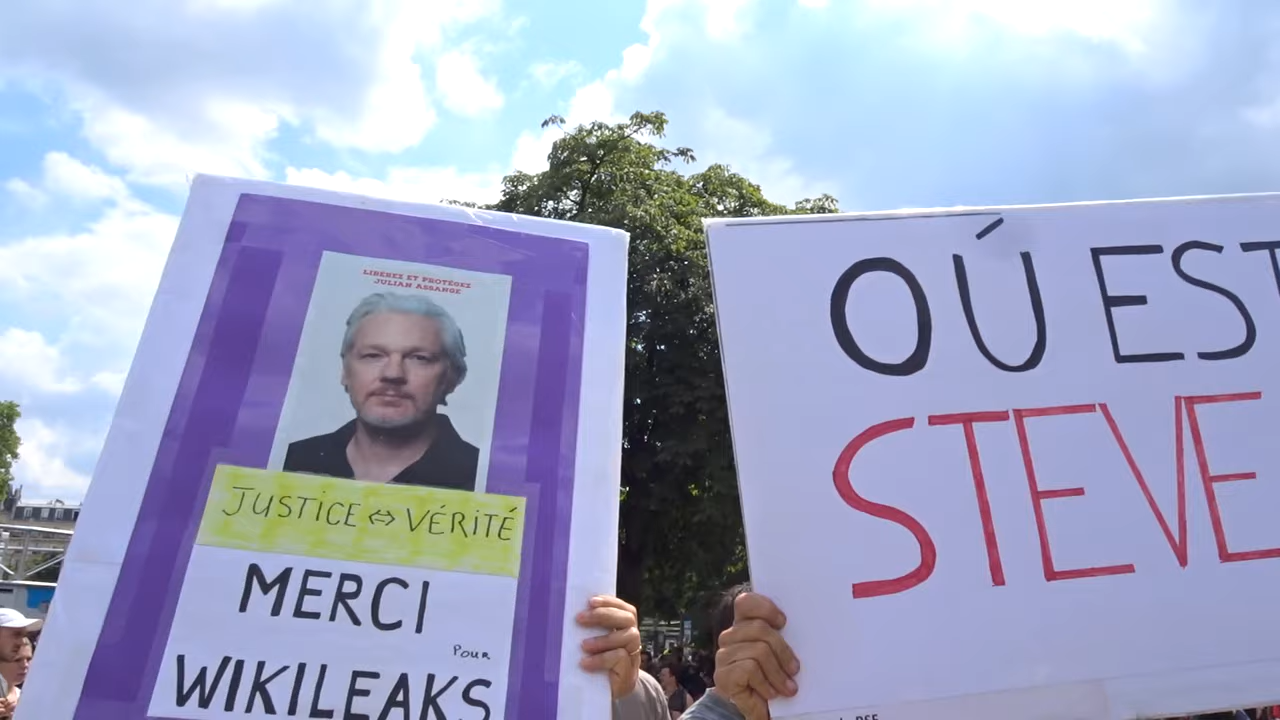 LIBÉREZ ET PROTÉGEZ
JULIAN ASSANGE
JUSTICE ⇔ VÉRITÉ
MERCI
POUR
WIKILEAKS
OÚ EST
STEVE